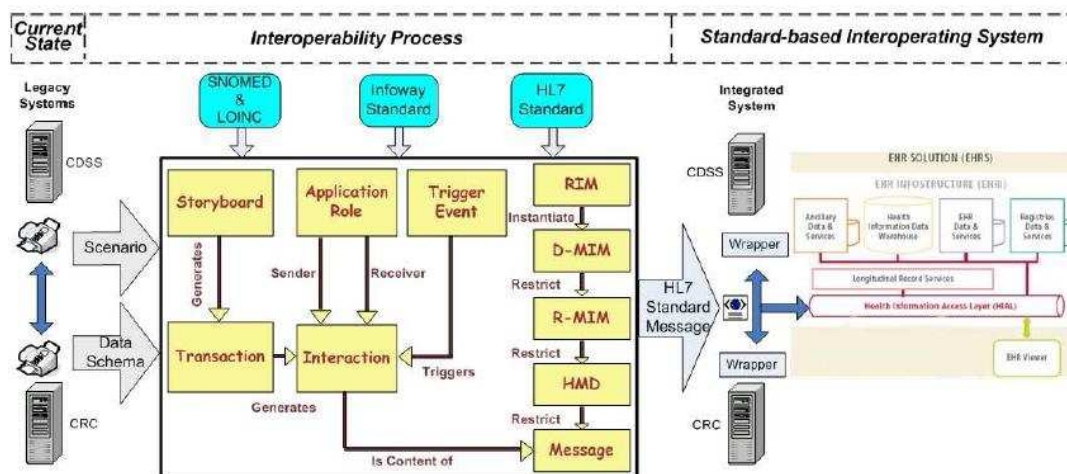 Current State
Interoperability Process
Standard-based Interoperating System
Legacy Systems
CDSS
CRC
Scenario
Data Schema
SNOMED & LOINC
Infoway Standard
HL7 Standard
Storyboard
Application Role
Trigger Event
RIM
Instantiate
D-MIM
Restrict
R-MIM
Restrict
HMD
Restrict
Message
Generates
Sender
Receiver
Transaction
Interaction
Triggers
Generates
Is Content of
HL7 Standard Message
Integrated System
CDSS
Wrapper
Wrapper
CRC
EHR SOLUTION (EHRS)
EHR INFOSTRUCTURE (EHRI)
Ancillary Data & Services
Health Information Data Warehouse
EHR Data & Services
Registries Data & Services
Longitudinal Record Services
Health Information Access Layer (HIAL)
EHR Viewer